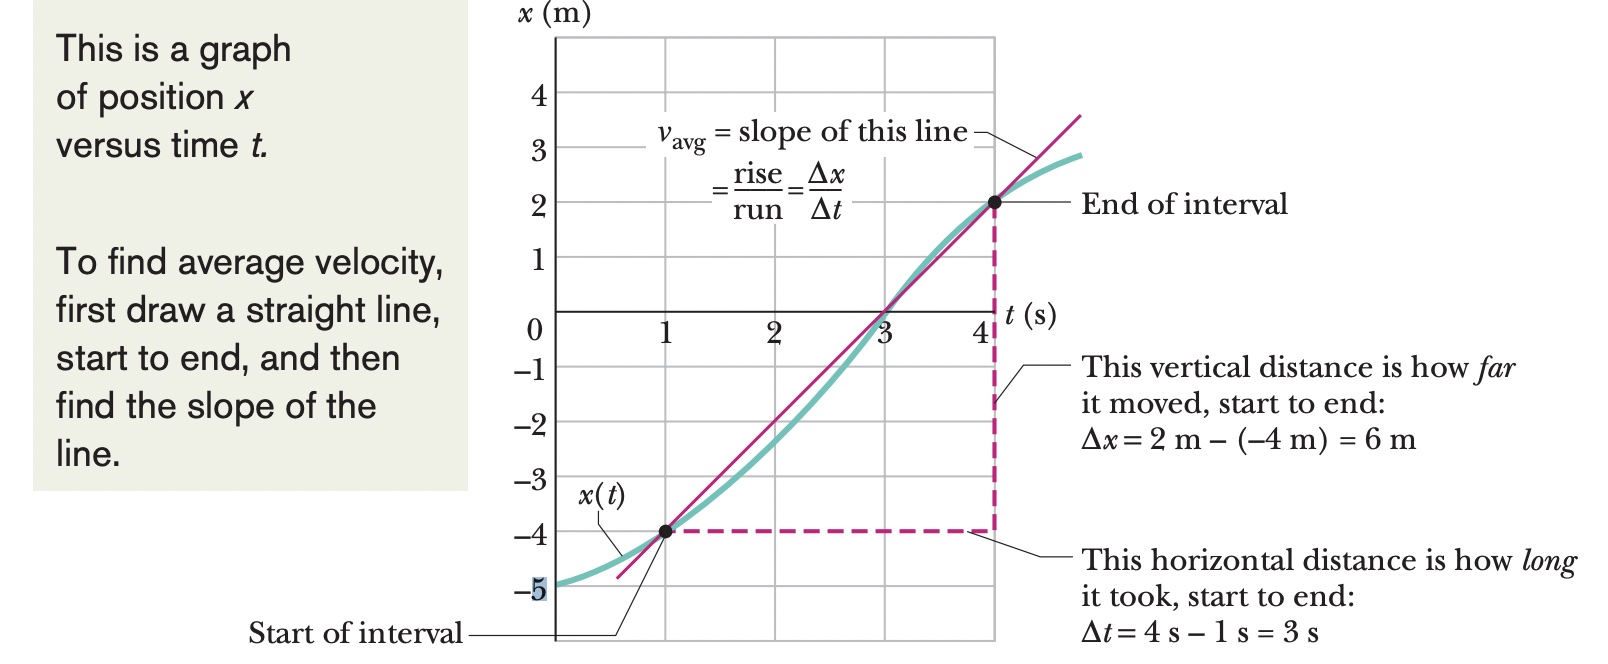 This is a graph
of position x
versus time t.
To find average velocity,
first draw a straight line,
start to end, and then
find the slope of the
line.
x (m)
4
3
2
1
0
–1
–2
–3
–4
–5
1
2
3
4
t (s)
vavg = slope of this line
= rise/run = Δx/Δt
x(t)
Start of interval
End of interval
This vertical distance is how far
it moved, start to end:
Δx = 2 m – (–4 m) = 6 m
This horizontal distance is how long
it took, start to end:
Δt = 4 s – 1 s = 3 s